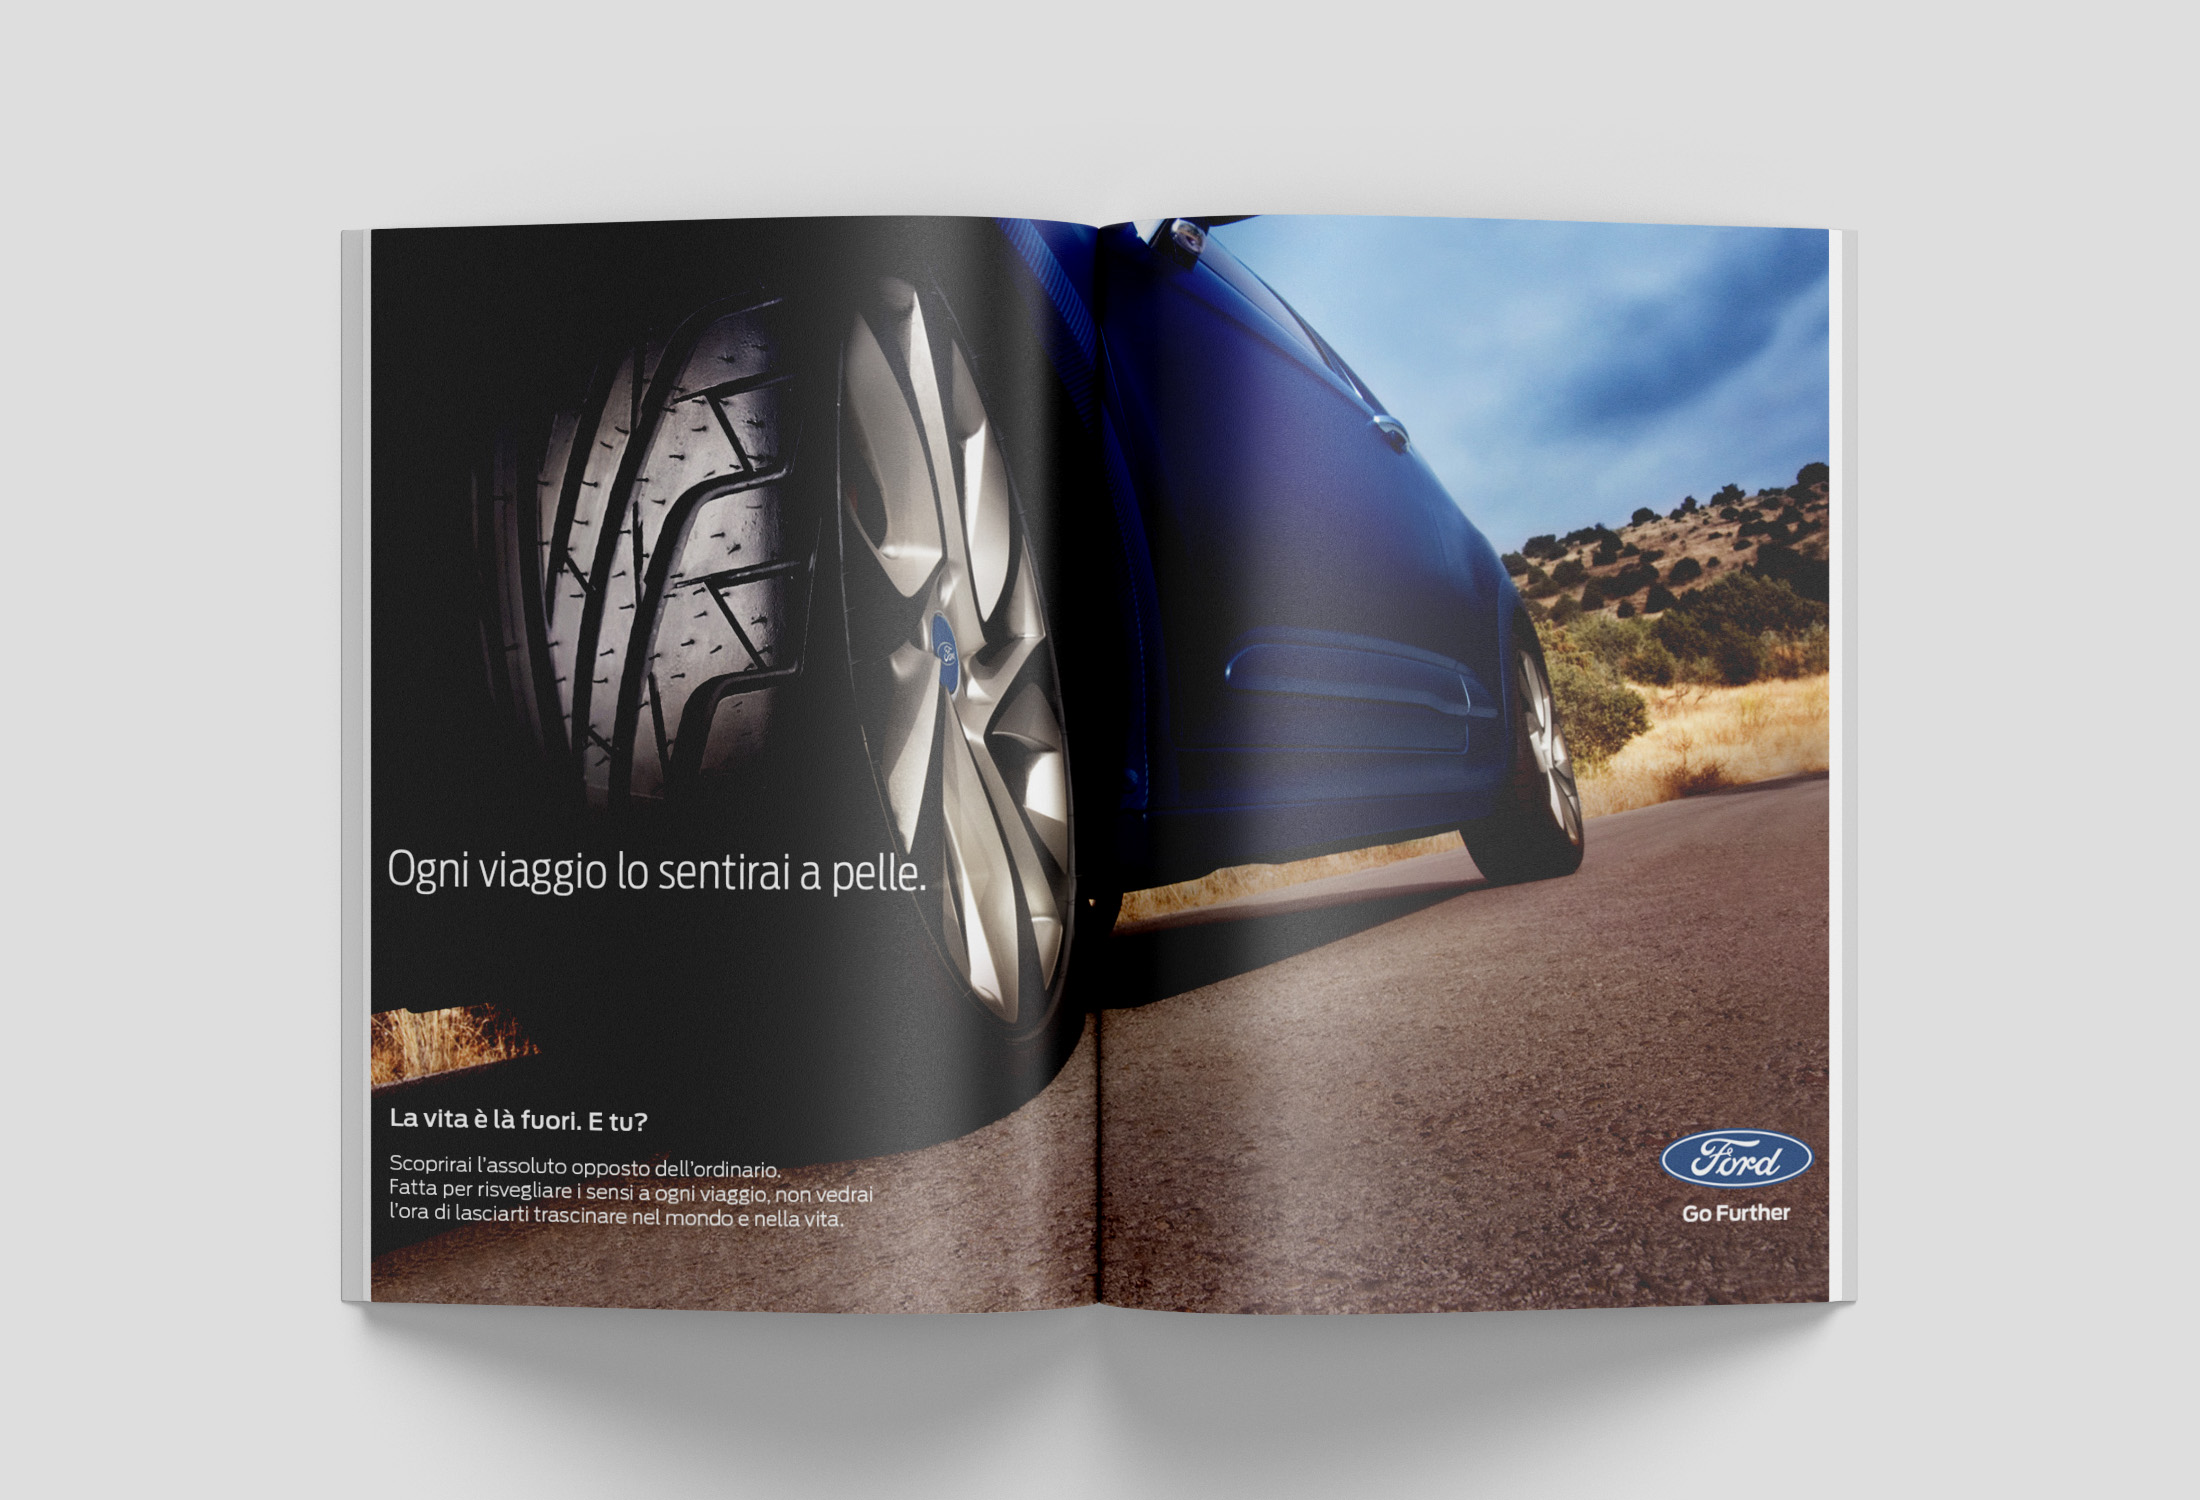 Ford
Ogni viaggio lo sentirai a pelle.
La vita è là fuori. E tu?
Scoprirai l'assoluto opposto dell'ordinario.
Fatta per risvegliare i sensi a ogni viaggio, non vedrai
l'ora di lasciarti trascinare nel mondo e nella vita.
Ford
Go Further